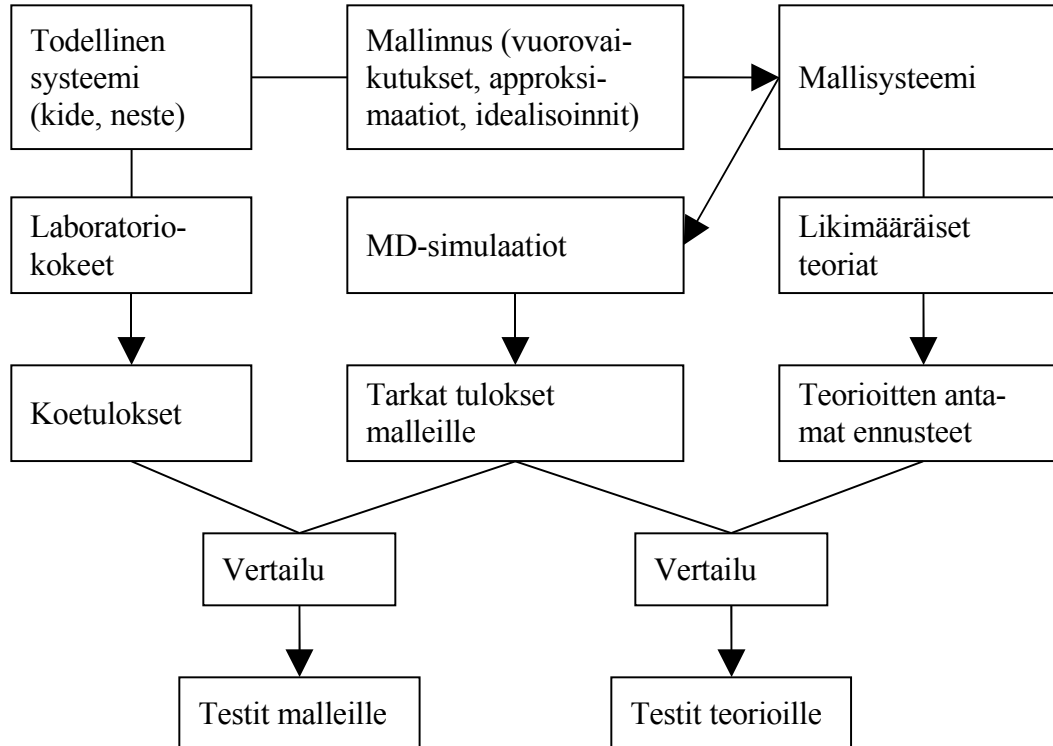 Todellinen
systeemi
(kide, neste)
Mallinnus (vuorovai-
kutukset, approksi-
maatiot, idealisoinnit)
Mallisysteemi
Laboratorio-
kokeet
MD-simulaatiot
Likimääräiset
teoriat
Koetulokset
Tarkat tulokset
malleille
Teorioitten anta-
mat ennusteet
Vertailu
Vertailu
Testit malleille
Testit teorioille